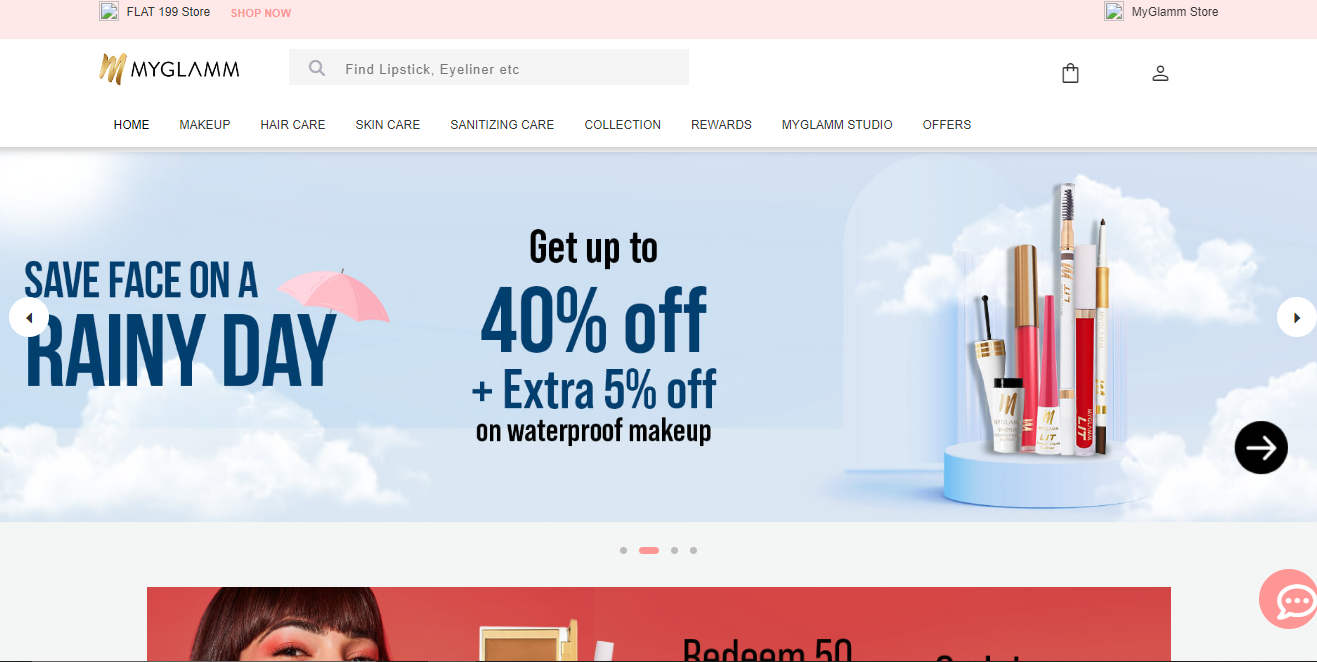 FLAT 199 Store SHOP NOW MyGlamm Store
MYGLAMM
Find Lipstick, Eyeliner etc
HOME MAKEUP HAIR CARE SKIN CARE SANITIZING CARE COLLECTION REWARDS MYGLAMM STUDIO OFFERS
SAVE FACE ON A
RAINY DAY
Get up to
40% off
+ Extra 5% off
on waterproof makeup
LIT
MYGLAMM
LIT
MYGLAMM
LIT
Redeem 50